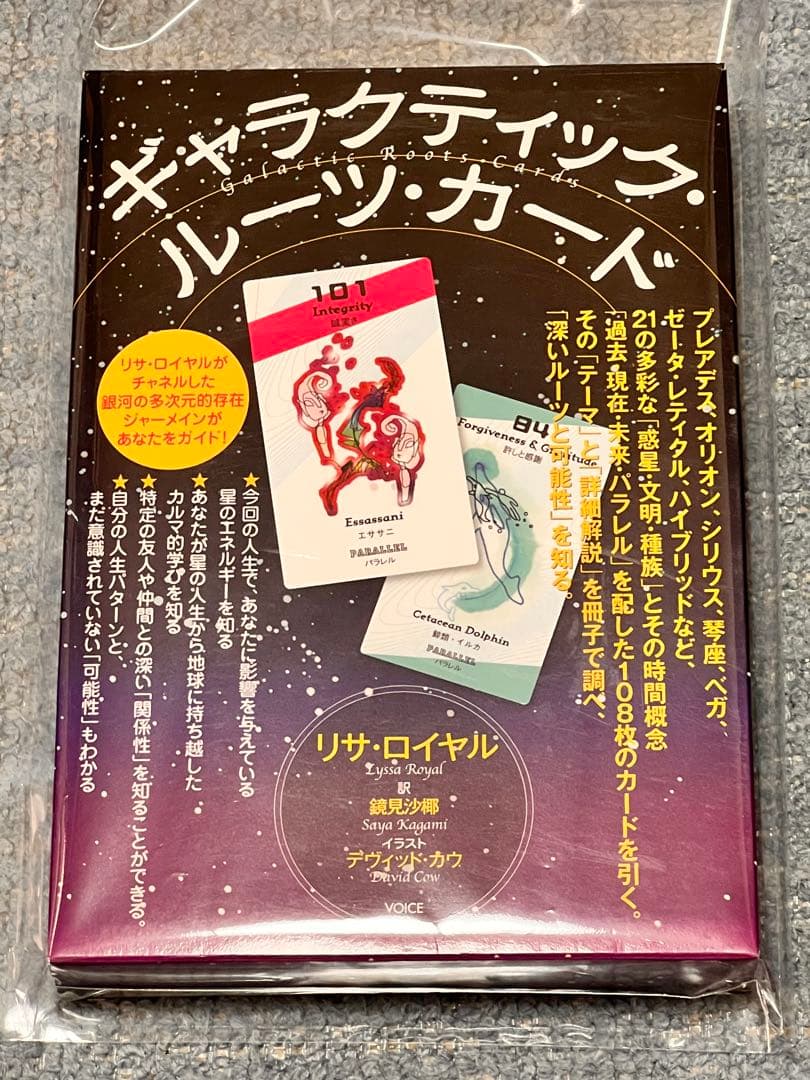 ギャラクティック・
Galactic Roots Cards
ルーツ・カード
プレアデス、オリオン、シリウス、琴座、ベガ、
ゼータ・レティクル、ハイブリッドなど、
21の多彩な「惑星・文明・種族」とその時間概念
「過去・現在・未来・パラレル」を配した108枚のカードを引く。
その「テーマ」と「詳細解説」を冊子で調べ、
「深いルーツと可能性」を知る。
101
Integrity
誠実さ
Essassani
エササニ
PARALLEL
パラレル
84
Forgiveness & Gratitude
許しと感謝
Cetacean Dolphin
鯨類・イルカ
PARALLEL
パラレル
リサ・ロイヤルが
チャネルした
銀河の多次元的存在
ジャーメインが
あなたをガイド!
★今回の人生で、あなたに影響を与えている
星のエネルギーを知る
★あなたが星の人生から地球に持ち越した
カルマ的学びを知る
★特定の友人や仲間との深い「関係性」を知ることができる。
★自分の人生パターンと、
まだ意識されていない「可能性」もわかる
リサ・ロイヤル
Lyssa Royal
訳
鏡見沙椰
Saya Kagami
イラスト
デヴィッド・カウ
David Cow
VOICE